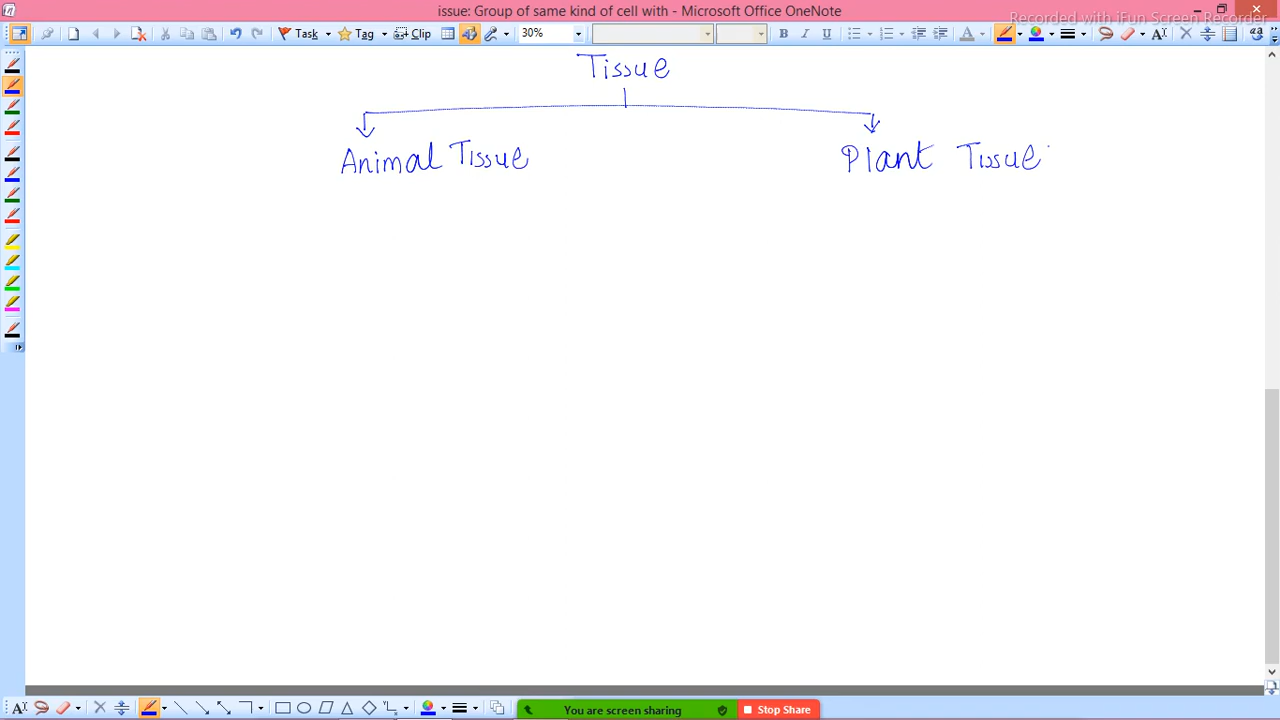 issue: Group of same kind of cell with - Microsoft Office OneNote
Recorded with iFun Screen Recorder
Task Tag Clip 30% B I U
Tissue
Animal Tissue Plant Tissue
You are screen sharing Stop Share